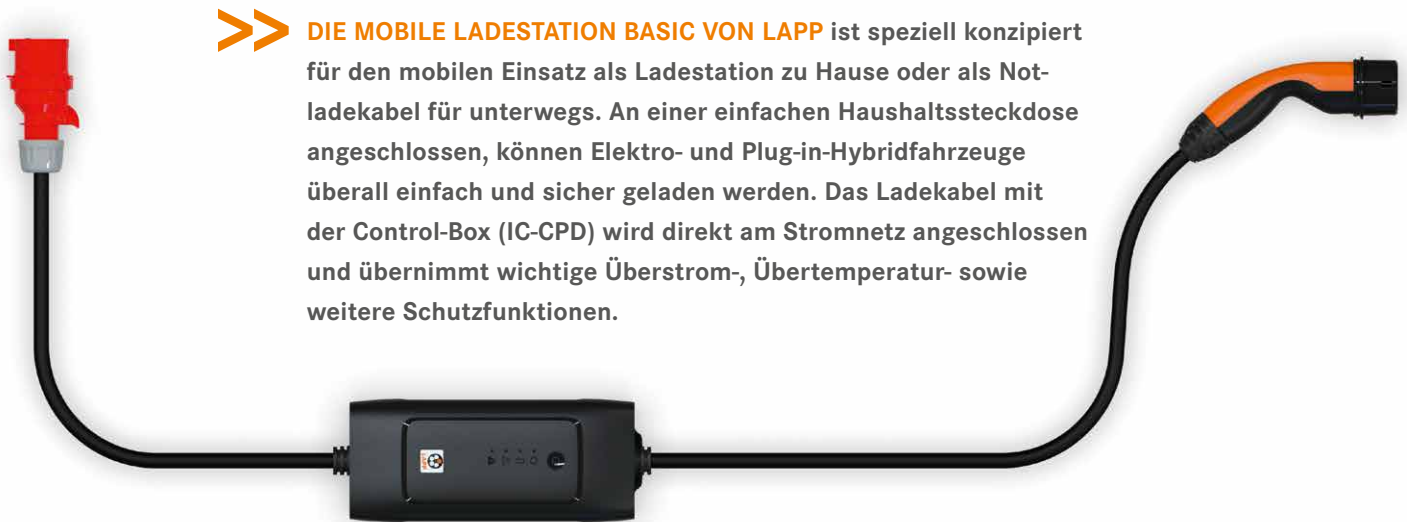 DIE MOBILE LADESTATION BASIC VON LAPP ist speziell konzipiert
für den mobilen Einsatz als Ladestation zu Hause oder als Not-
ladekabel für unterwegs. An einer einfachen Haushaltssteckdose
angeschlossen, können Elektro- und Plug-in-Hybridfahrzeuge
überall einfach und sicher geladen werden. Das Ladekabel mit
der Control-Box (IC-CPD) wird direkt am Stromnetz angeschlossen
und übernimmt wichtige Überstrom-, Übertemperatur- sowie
weitere Schutzfunktionen.